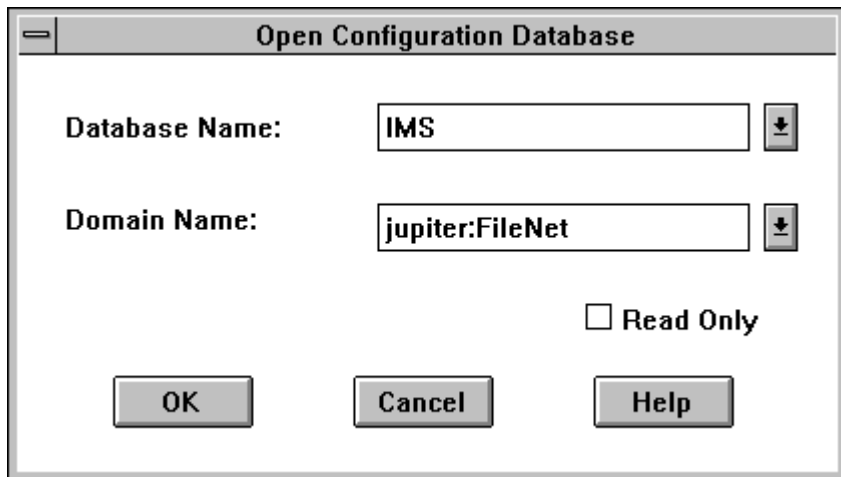 Open Configuration Database
Database Name: IMS
Domain Name: jupiter:FileNet
Read Only
OK Cancel Help